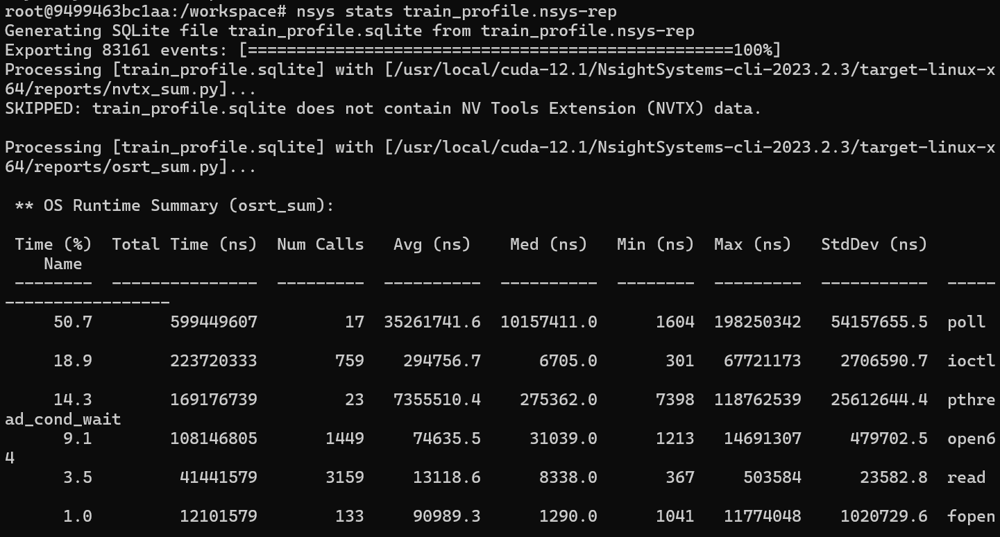 root@9499463bc1aa:/workspace# nsys stats train_profile.nsys-rep
Generating SQLite file train_profile.sqlite from train_profile.nsys-rep
Exporting 83161 events: [==================================================100%]
Processing [train_profile.sqlite] with [/usr/local/cuda-12.1/NsightSystems-cli-2023.2.3/target-linux-x
64/reports/nvtx_sum.py]...
SKIPPED: train_profile.sqlite does not contain NV Tools Extension (NVTX) data.
Processing [train_profile.sqlite] with [/usr/local/cuda-12.1/NsightSystems-cli-2023.2.3/target-linux-x
64/reports/osrt_sum.py]...
** OS Runtime Summary (osrt_sum):
Time (%)  Total Time (ns)  Num Calls   Avg (ns)    Med (ns)   Min (ns)  Max (ns)   StdDev (ns)
Name
--------  ---------------  ---------  ----------  ----------  --------  ---------  -----------  -----
-----------------
50.7        599449607         17  35261741.6  10157411.0      1604  198250342   54157655.5  poll
18.9        223720333        759    294756.7      6705.0       301   67721173    2706590.7  ioctl
14.3        169176739         23   7355510.4    275362.0      7398  118762539   25612644.4  pthre
ad_cond_wait
9.1        108146805       1449     74635.5     31039.0      1213   14691307     479702.5  open6
4
3.5         41441579       3159     13118.6      8338.0       367     503584      23582.8  read
1.0         12101579        133     90989.3      1290.0      1041   11774048    1020729.6  fopen